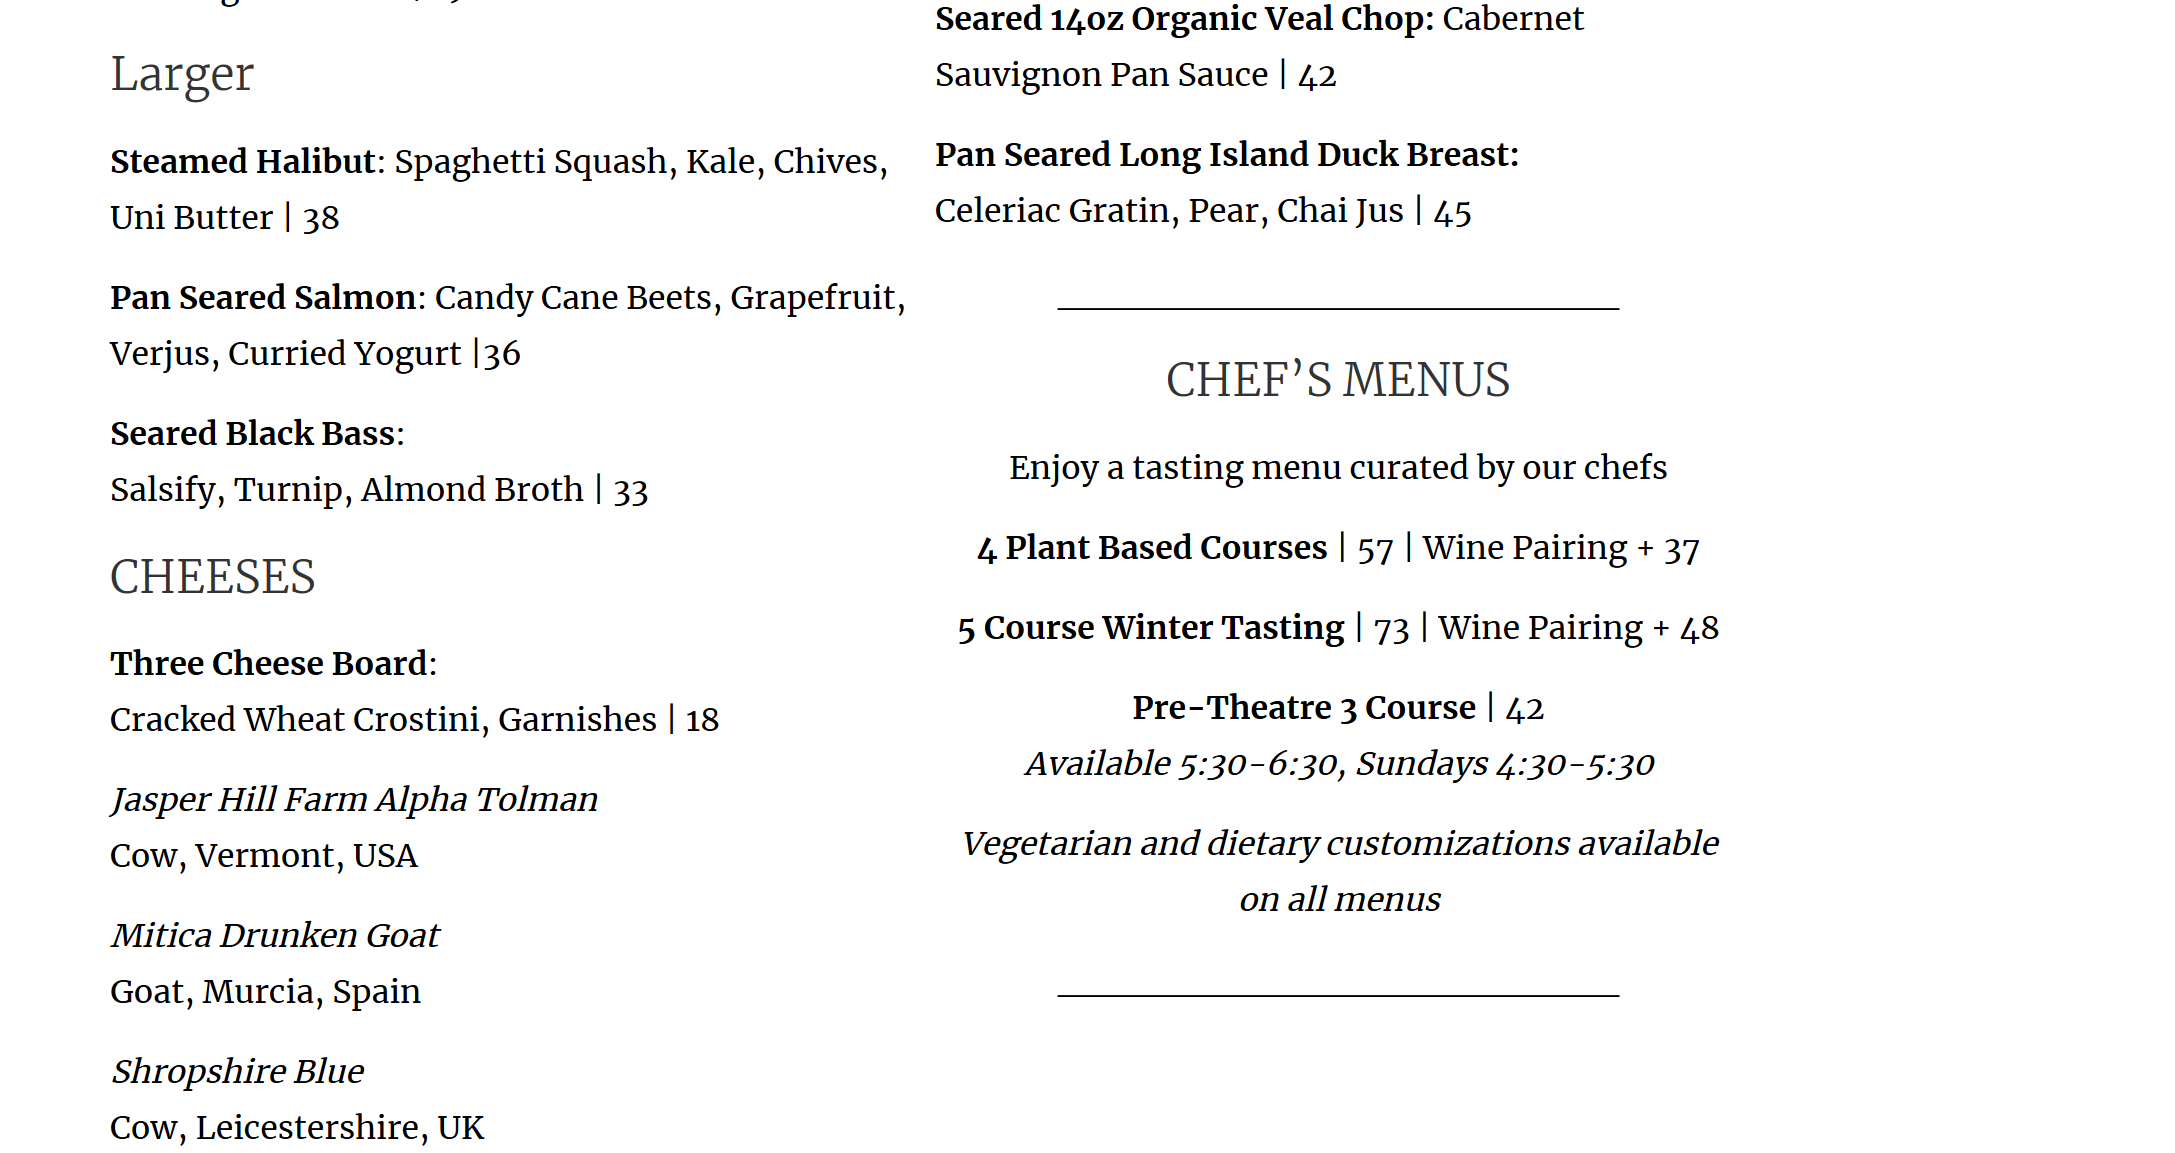 Larger
Steamed Halibut: Spaghetti Squash, Kale, Chives,
Uni Butter | 38
Pan Seared Salmon: Candy Cane Beets, Grapefruit,
Verjus, Curried Yogurt |36
Seared Black Bass:
Salsify, Turnip, Almond Broth | 33
CHEESES
Three Cheese Board:
Cracked Wheat Crostini, Garnishes | 18
Jasper Hill Farm Alpha Tolman
Cow, Vermont, USA
Mitica Drunken Goat
Goat, Murcia, Spain
Shropshire Blue
Cow, Leicestershire, UK
Seared 14oz Organic Veal Chop: Cabernet
Sauvignon Pan Sauce | 42
Pan Seared Long Island Duck Breast:
Celeriac Gratin, Pear, Chai Jus | 45
CHEF’S MENUS
Enjoy a tasting menu curated by our chefs
4 Plant Based Courses | 57 | Wine Pairing + 37
5 Course Winter Tasting | 73 | Wine Pairing + 48
Pre-Theatre 3 Course | 42
Available 5:30-6:30, Sundays 4:30-5:30
Vegetarian and dietary customizations available
on all menus